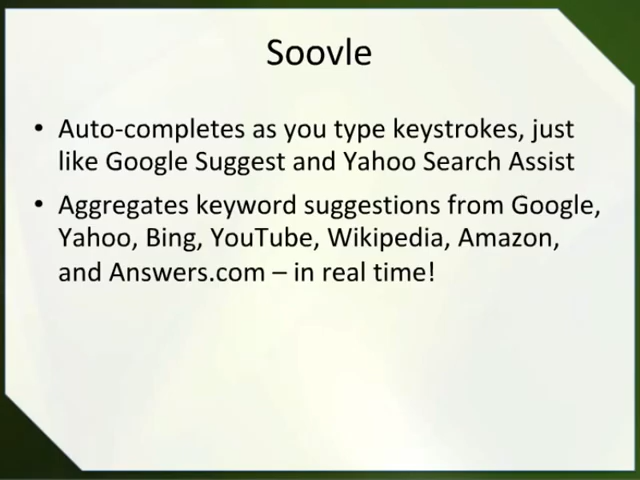 Soovle
• Auto-completes as you type keystrokes, just
like Google Suggest and Yahoo Search Assist
• Aggregates keyword suggestions from Google,
Yahoo, Bing, YouTube, Wikipedia, Amazon,
and Answers.com – in real time!